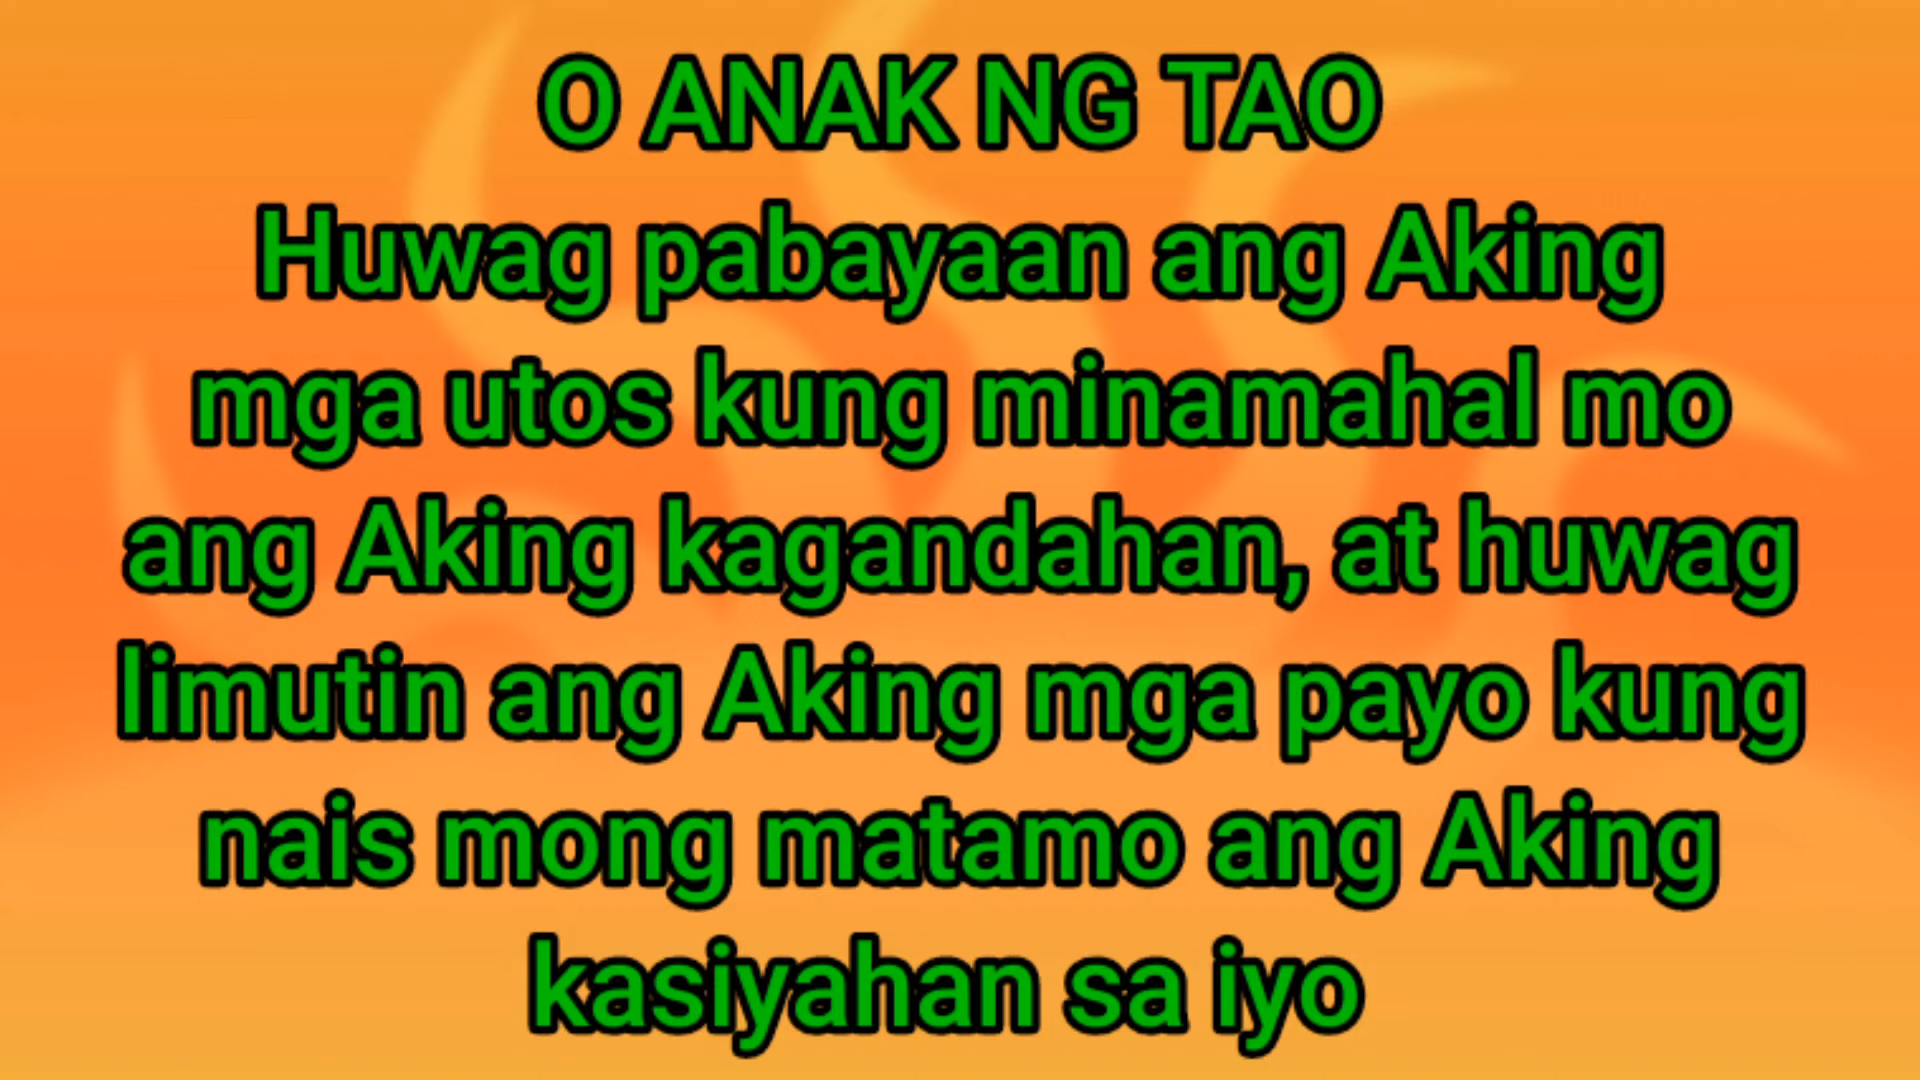 O ANAK NG TAO
Huwag pabayaan ang Aking
mga utos kung minamahal mo
ang Aking kagandahan, at huwag
limutin ang Aking mga payo kung
nais mong matamo ang Aking
kasiyahan sa iyo